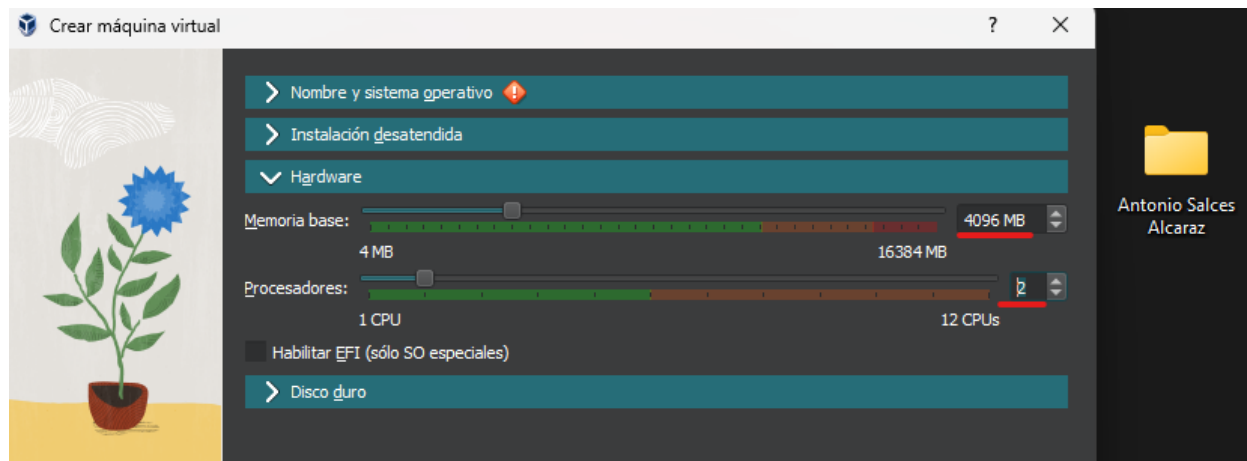 Crear máquina virtual
?
Nombre y sistema operativo
Instalación desatendida
Hardware
Memoria base:
4096 MB
4 MB
16384 MB
Procesadores:
2
1 CPU
12 CPUs
Habilitar EFI (sólo SO especiales)
Disco duro
Antonio Salces
Alcaraz